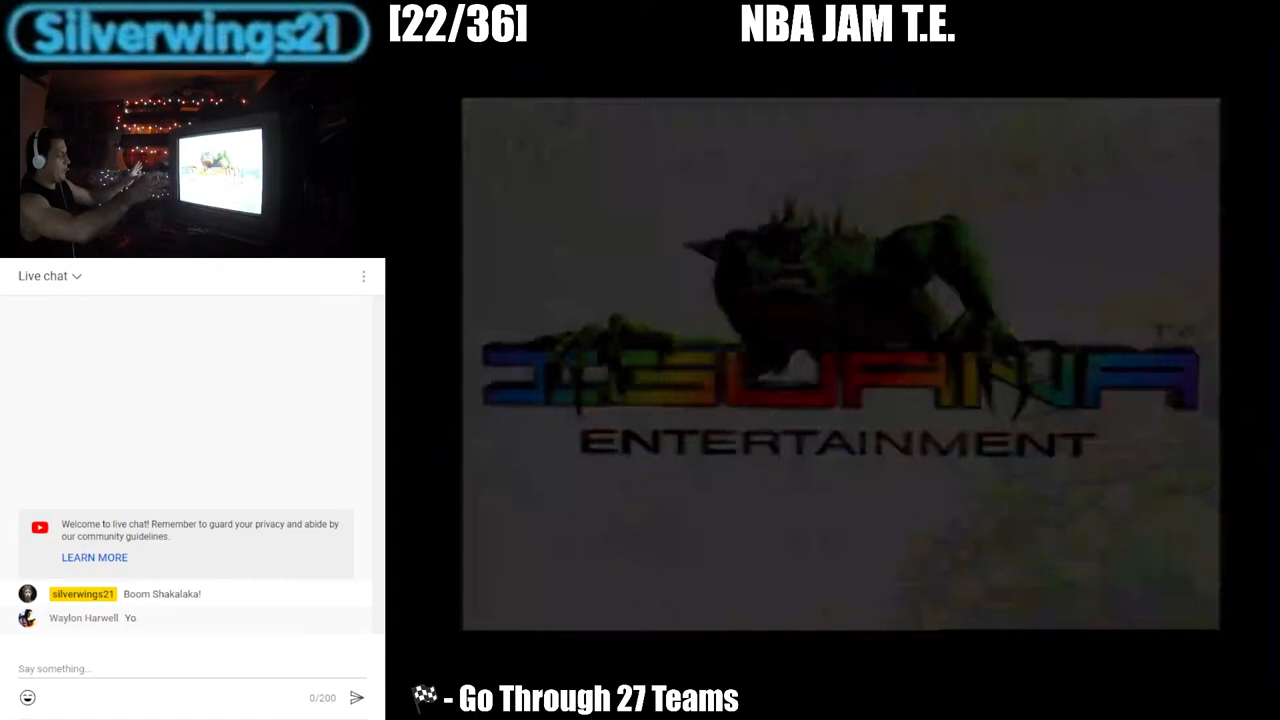 Silverwings21
[22/36]
NBA JAM T.E.
IGUANA
TM
ENTERTAINMENT
Live chat
Welcome to live chat! Remember to guard your privacy and abide by
our community guidelines.
LEARN MORE
silverwings21 Boom Shakalaka!
Waylon Harwell Yo
Say something...
0/200
- Go Through 27 Teams